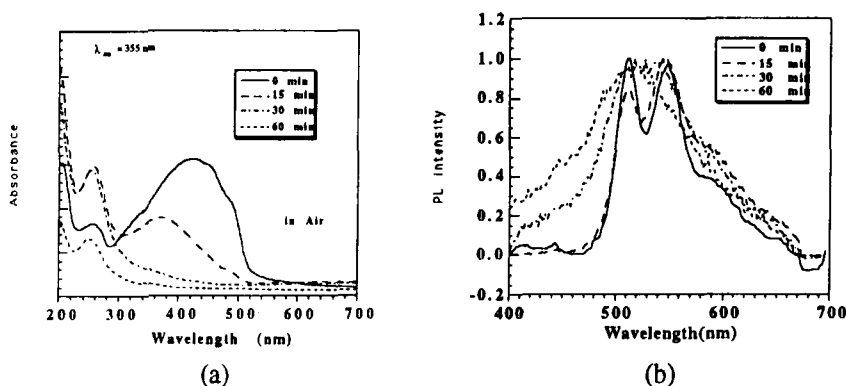 λ = 355 nm
0 min
15 min
30 min
60 min
in Air
Absorbance
200 300 400 500 600 700
Wavelength (nm)
(a)
1.2
1.0
0.8
0.6
0.4
0.2
0.0
-0.2
0 min
15 min
30 min
60 min
PL intensity
400 500 600 700
Wavelength(nm)
(b)